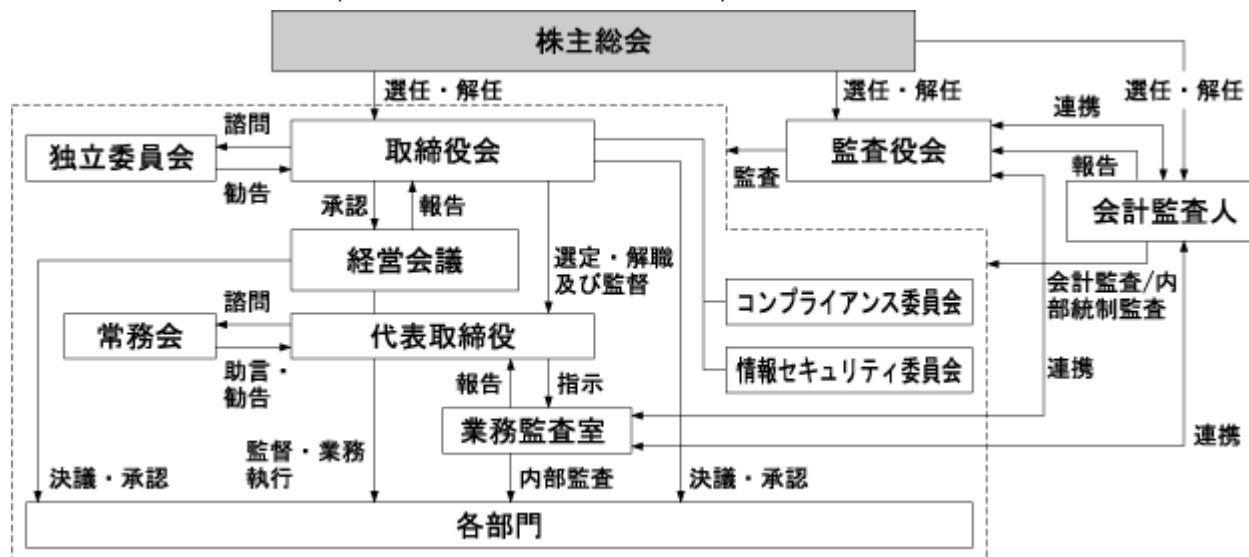 株主総会
選任・解任
選任・解任
選任・解任
諮問
独立委員会
勧告
取締役会
監査
監査役会
連携
報告
会計監査人
承認
報告
経営会議
選定・解職
及び監督
コンプライアンス委員会
会計監査/内
部統制監査
諮問
常務会
助言・
勧告
代表取締役
情報セキュリティ委員会
連携
報告
指示
業務監査室
連携
決議・承認
監督・業務
執行
内部監査
決議・承認
各部門